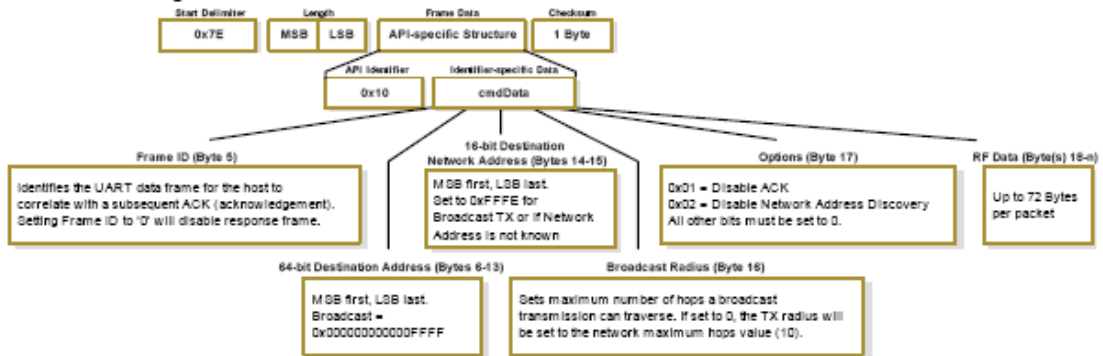 Start Delimiter
Length
Frame Data
Checksum
0x7E
MSB
LSB
API-specific Structure
1 Byte
API Identifier
Identifier-specific Data
0x10
cmdData
Frame ID (Byte 5)
Identifies the UART data frame for the host to
correlate with a subsequent ACK (acknowledgement).
Setting Frame ID to '0' will disable response frame.
16-bit Destination
Network Address (Bytes 14-15)
MSB first, LSB last.
Set to 0xFFFE for
Broadcast TX or if Network
Address is not known
Options (Byte 17)
0x01 = Disable ACK
0x02 = Disable Network Address Discovery
All other bits must be set to 0.
RF Data (Byte(s) 18-n)
Up to 72 Bytes
per packet
64-bit Destination Address (Bytes 6-13)
MSB first, LSB last.
Broadcast =
0x000000000000FFFF
Broadcast Radius (Byte 16)
Sets maximum number of hops a broadcast
transmission can traverse. If set to 0, the TX radius will
be set to the network maximum hops value (10).